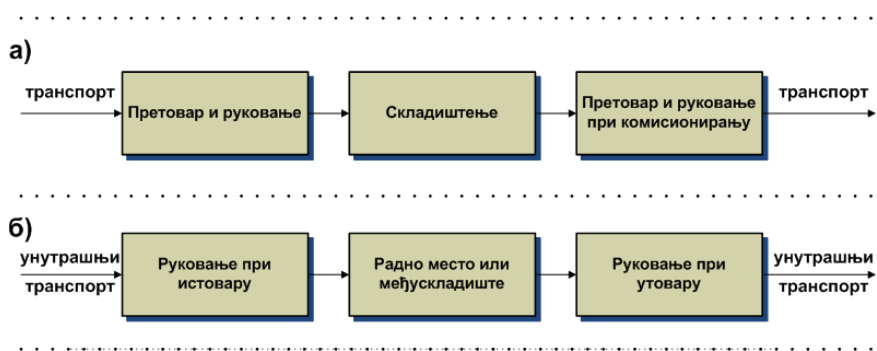 а)
транспорт
Претовар и руковање
Складиштење
Претовар и руковање
при комисионирању
транспорт
б)
унутрашњи
транспорт
Руковање при
истовару
Радно место или
међускладиште
Руковање при
утовару
унутрашњи
транспорт